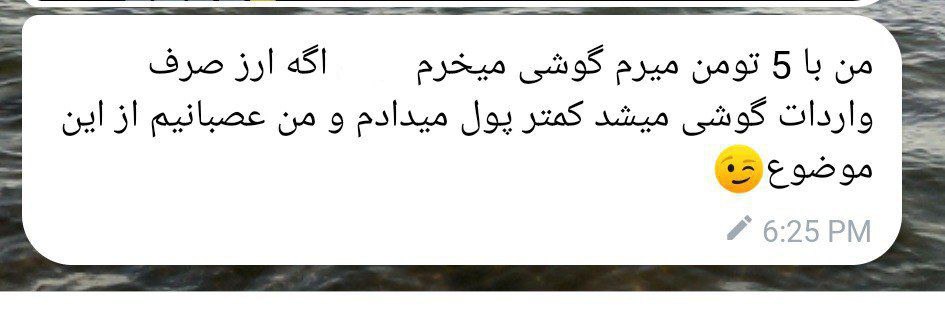 من با 5 تومن میرم گوشی میخرم اگه ارز صرف
واردات گوشی میشد کمتر پول میدادم و من عصبانیم از این
موضوع😉
6:25 PM